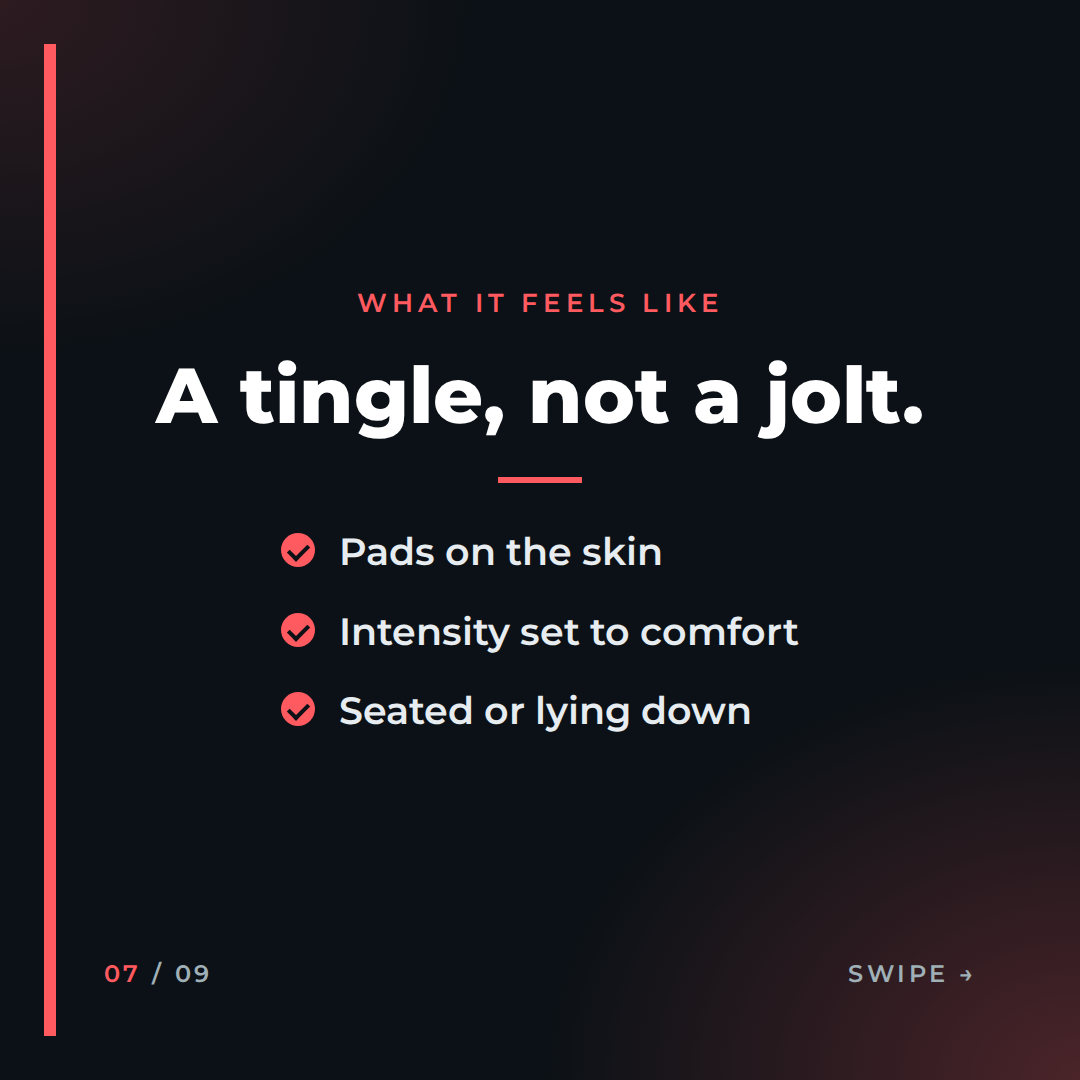 WHAT IT FEELS LIKE
A tingle, not a jolt.
Pads on the skin
Intensity set to comfort
Seated or lying down
07 / 09
SWIPE →